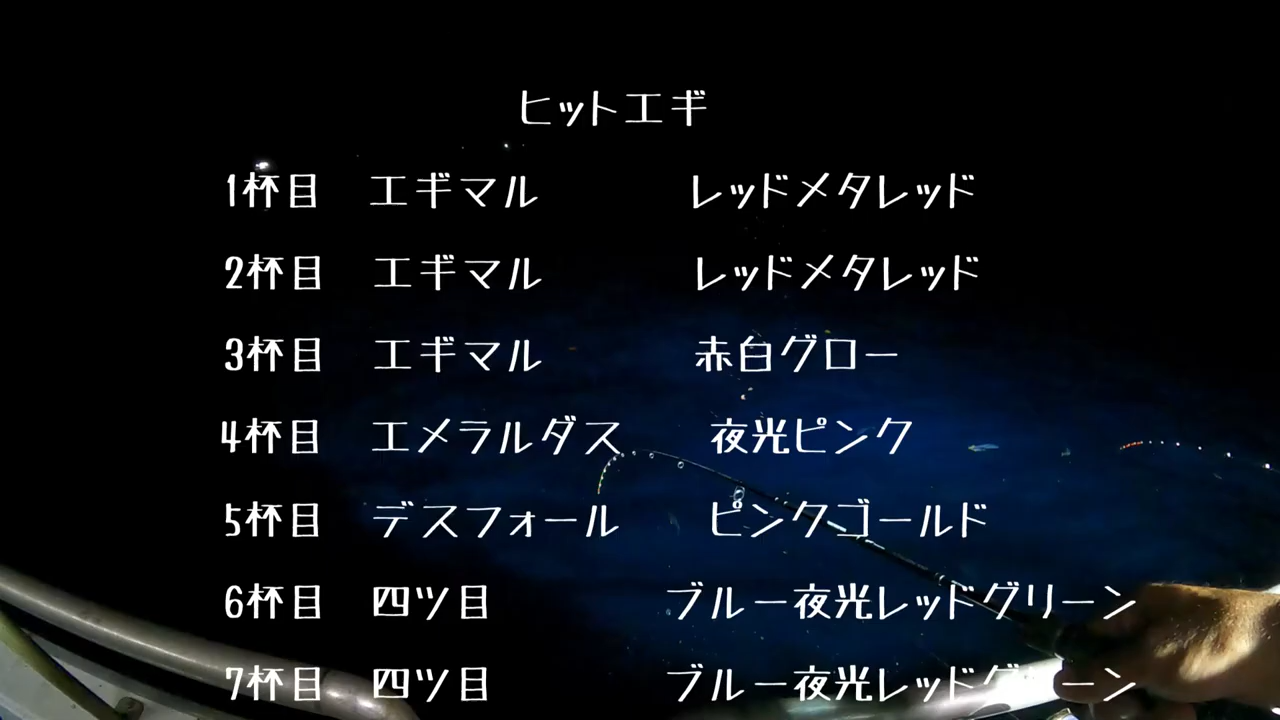 ヒットエギ
1杯目 エギマル レッドメタレッド
2杯目 エギマル レッドメタレッド
3杯目 エギマル 赤白グロー
4杯目 エメラルダス 夜光ピンク
5杯目 デスフォール ピンクゴールド
6杯目 四ツ目 ブルー夜光レッドグリーン
7杯目 四ツ目 ブルー夜光レッドグリーン